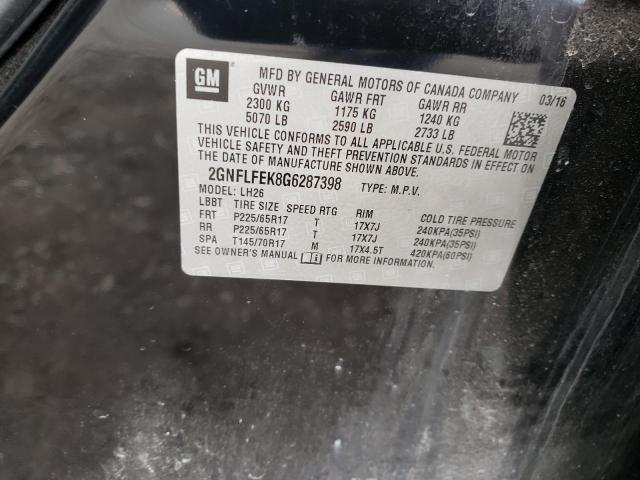 GM
MFD BY GENERAL MOTORS OF CANADA COMPANY 03/16
GVWR GAWR FRT GAWR RR
2300 KG 1175 KG 1240 KG
5070 LB 2590 LB 2733 LB
THIS VEHICLE CONFORMS TO ALL APPLICABLE U.S. FEDERAL MOTOR
VEHICLE SAFETY AND THEFT PREVENTION STANDARDS IN EFFECT ON
THE DATE OF MANUFACTURE SHOWN ABOVE.
2GNFLFEK8G6287398 TYPE: M.P.V.
MODEL: LH26
LBBT TIRE SIZE SPEED RTG RIM COLD TIRE PRESSURE
FRT P225/65R17 T 17X7J 240KPA(35PSI)
RR P225/65R17 T 17X7J 240KPA(35PSI)
SPA T145/70R17 M 17X4.5T 420KPA(60PSI)
SEE OWNER'S MANUAL FOR MORE INFORMATION.